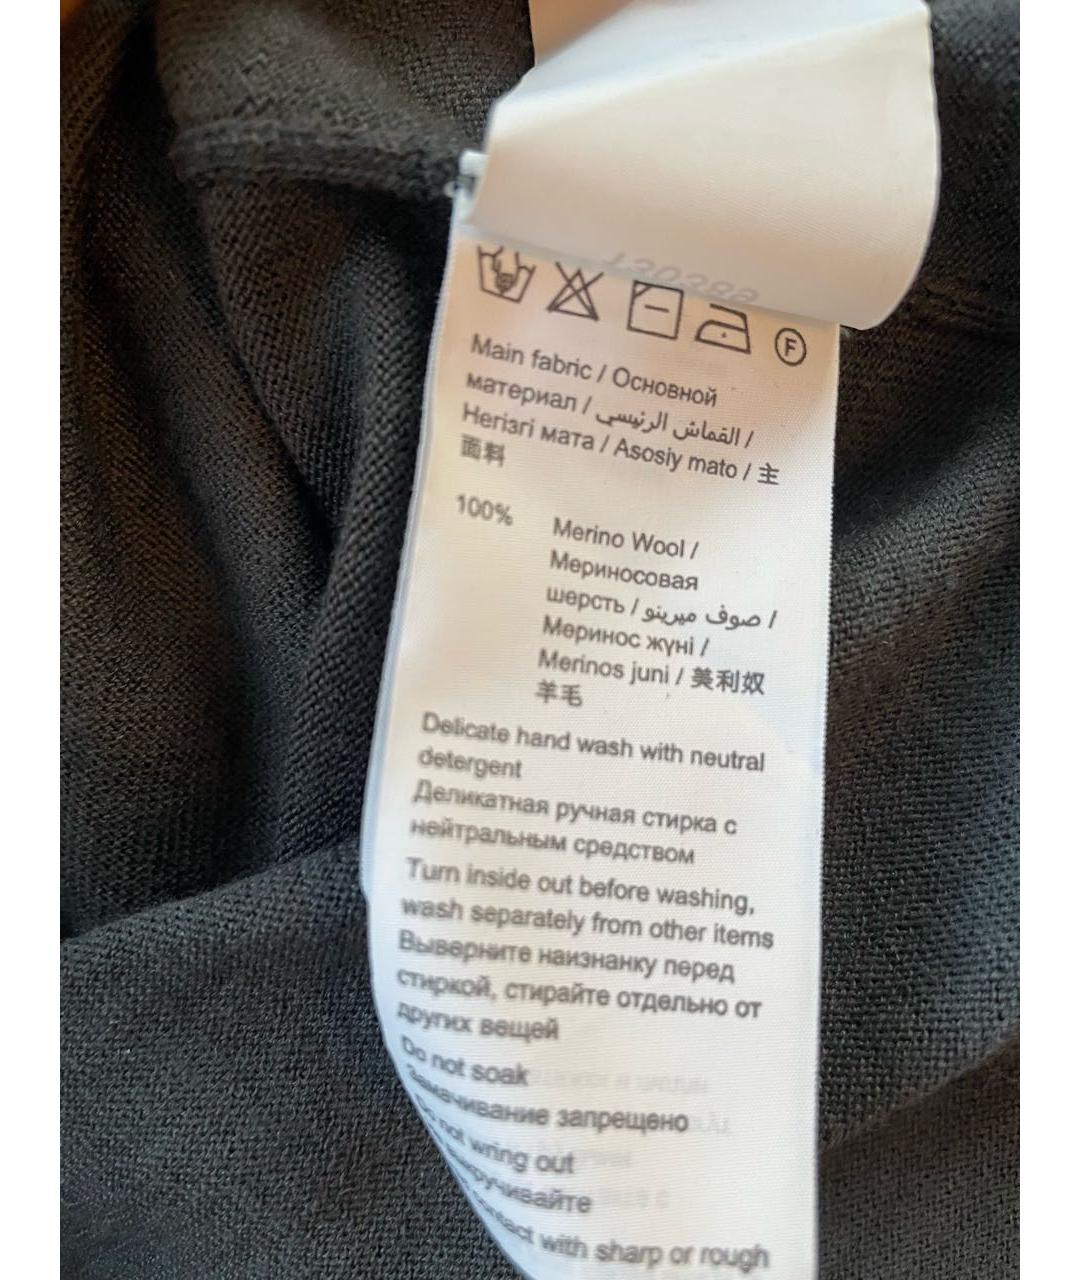 130388
F
Main fabric / Основной
материал / القماش الرئيسي /
Негізгі мата / Asosiy mato / 主
面料
100%
Merino Wool /
Мериносовая
шерсть / صوف ميرينو /
Меринос жүні /
Merinos juni / 美利奴
羊毛
Delicate hand wash with neutral
detergent
Деликатная ручная стирка с
нейтральным средством
Turn inside out before washing,
wash separately from other items
Выверните наизнанку перед
стиркой, стирайте отдельно от
других вещей
Do not soak
Замачивание запрещено
Do not wring out
contact with sharp or rough